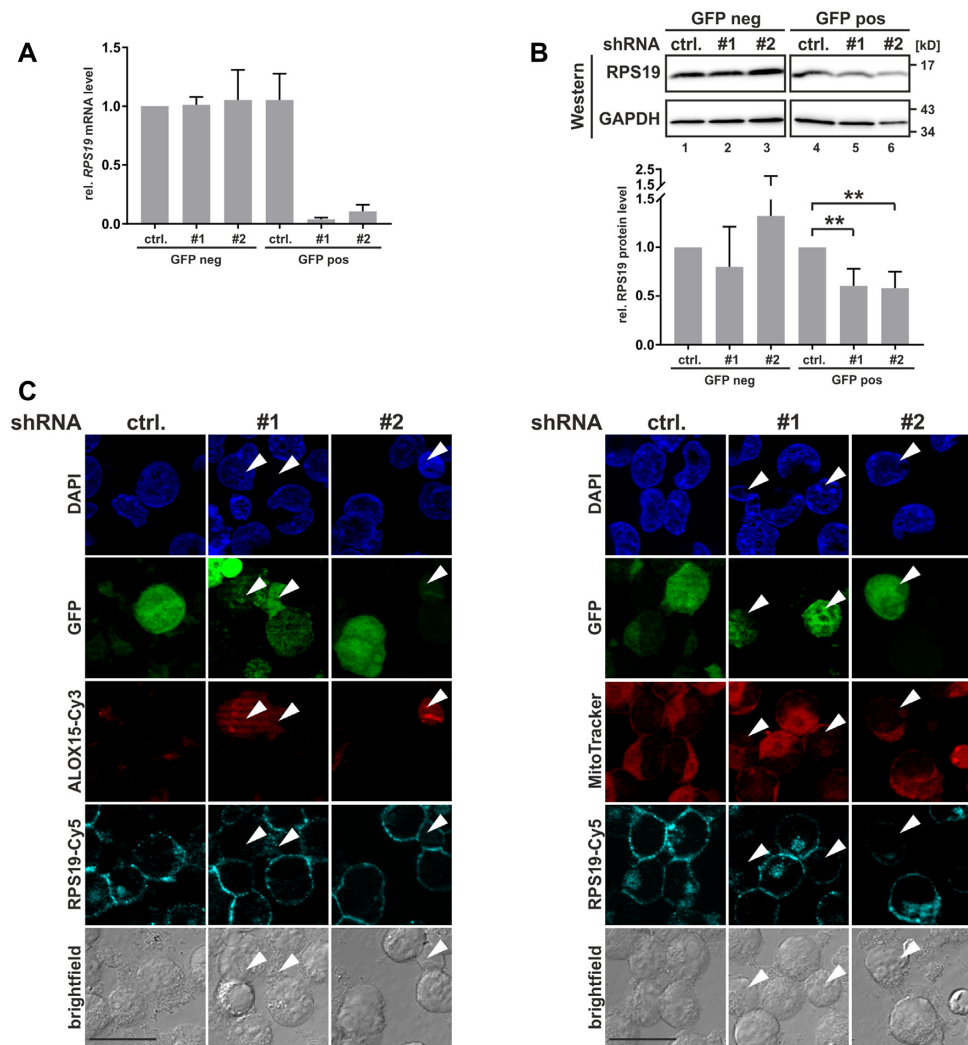 A
rel. RPS19 mRNA level
1.5
1.0
0.5
0.0
ctrl. #1 #2 ctrl. #1 #2
GFP neg GFP pos
B
GFP neg GFP pos
shRNA ctrl. #1 #2 ctrl. #1 #2 [kD]
Western
RPS19
17
GAPDH
43
34
1 2 3 4 5 6
rel. RPS19 protein level
2.5
2.0
1.5
1.0
0.5
0.0
** 
**
ctrl. #1 #2 ctrl. #1 #2
GFP neg GFP pos
C
shRNA ctrl. #1 #2
DAPI
GFP
ALOX15-Cy3
RPS19-Cy5
brightfield
shRNA ctrl. #1 #2
DAPI
GFP
MitoTracker
RPS19-Cy5
brightfield